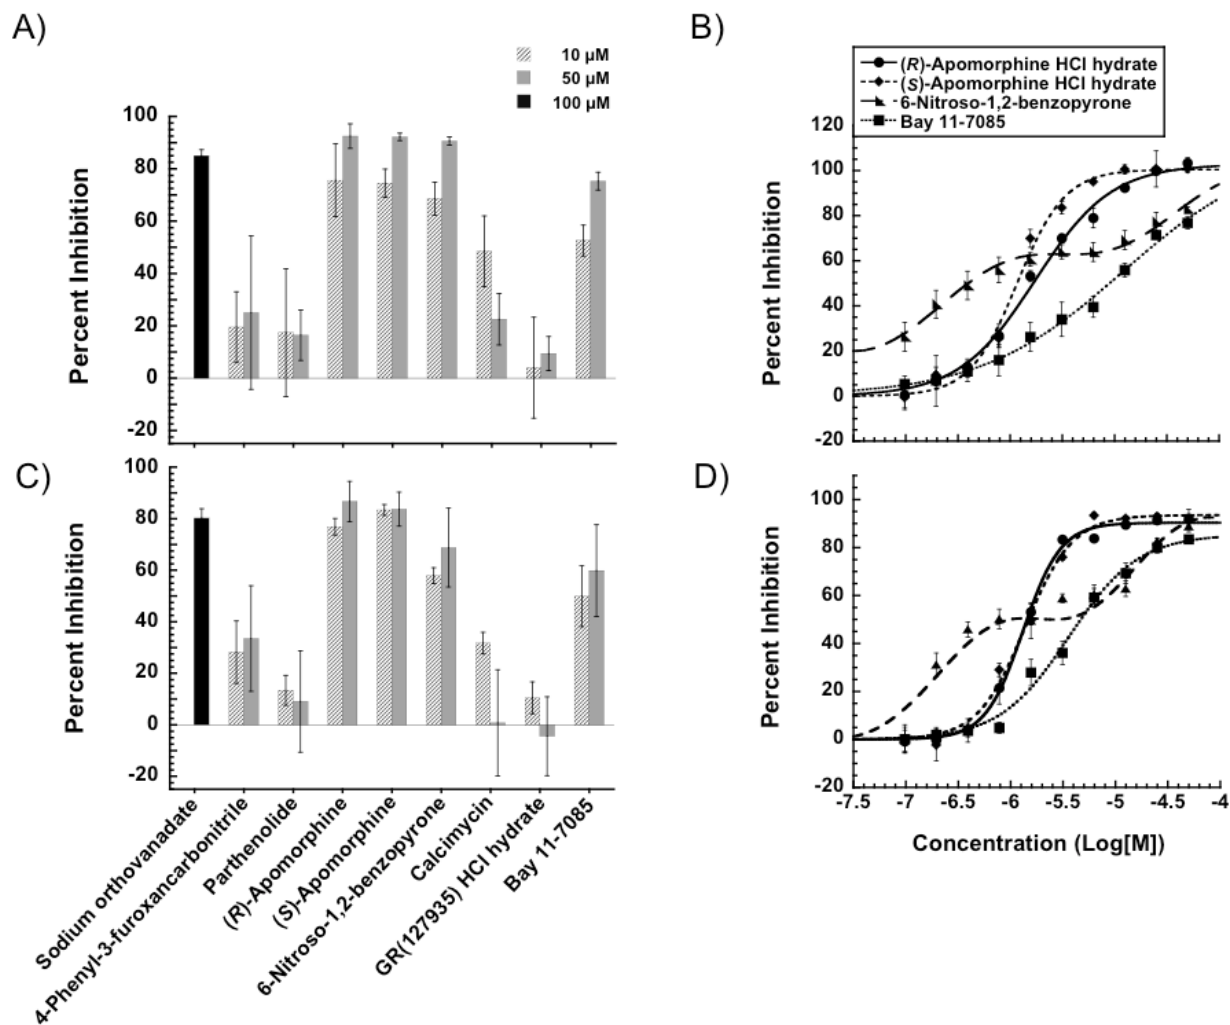 A)
10 µM
50 µM
100 µM
100
80
60
40
20
0
-20
Percent Inhibition
B)
(R)-Apomorphine HCl hydrate
(S)-Apomorphine HCl hydrate
6-Nitroso-1,2-benzopyrone
Bay 11-7085
120
100
80
60
40
20
0
-20
Percent Inhibition
C)
100
80
60
40
20
0
-20
Percent Inhibition
Sodium orthovanadate
4-Phenyl-3-furoxancarbonitrile
Parthenolide
(R)-Apomorphine
(S)-Apomorphine
6-Nitroso-1,2-benzopyrone
Calcimycin
GR(127935) HCl hydrate
Bay 11-7085
D)
100
80
60
40
20
0
-20
Percent Inhibition
-7.5 -7 -6.5 -6 -5.5 -5 -4.5 -4
Concentration (Log[M])